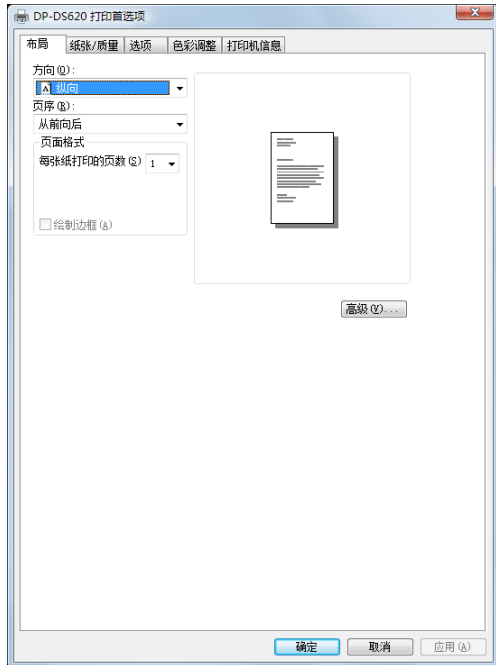 DP-DS620 打印首选项
布局 纸张/质量 选项 色彩调整 打印机信息
方向(O):
A 纵向
页序(R):
从前向后
页面格式
每张纸打印的页数(S) 1
绘制边框(A)
高级(V)...
确定 取消 应用(A)